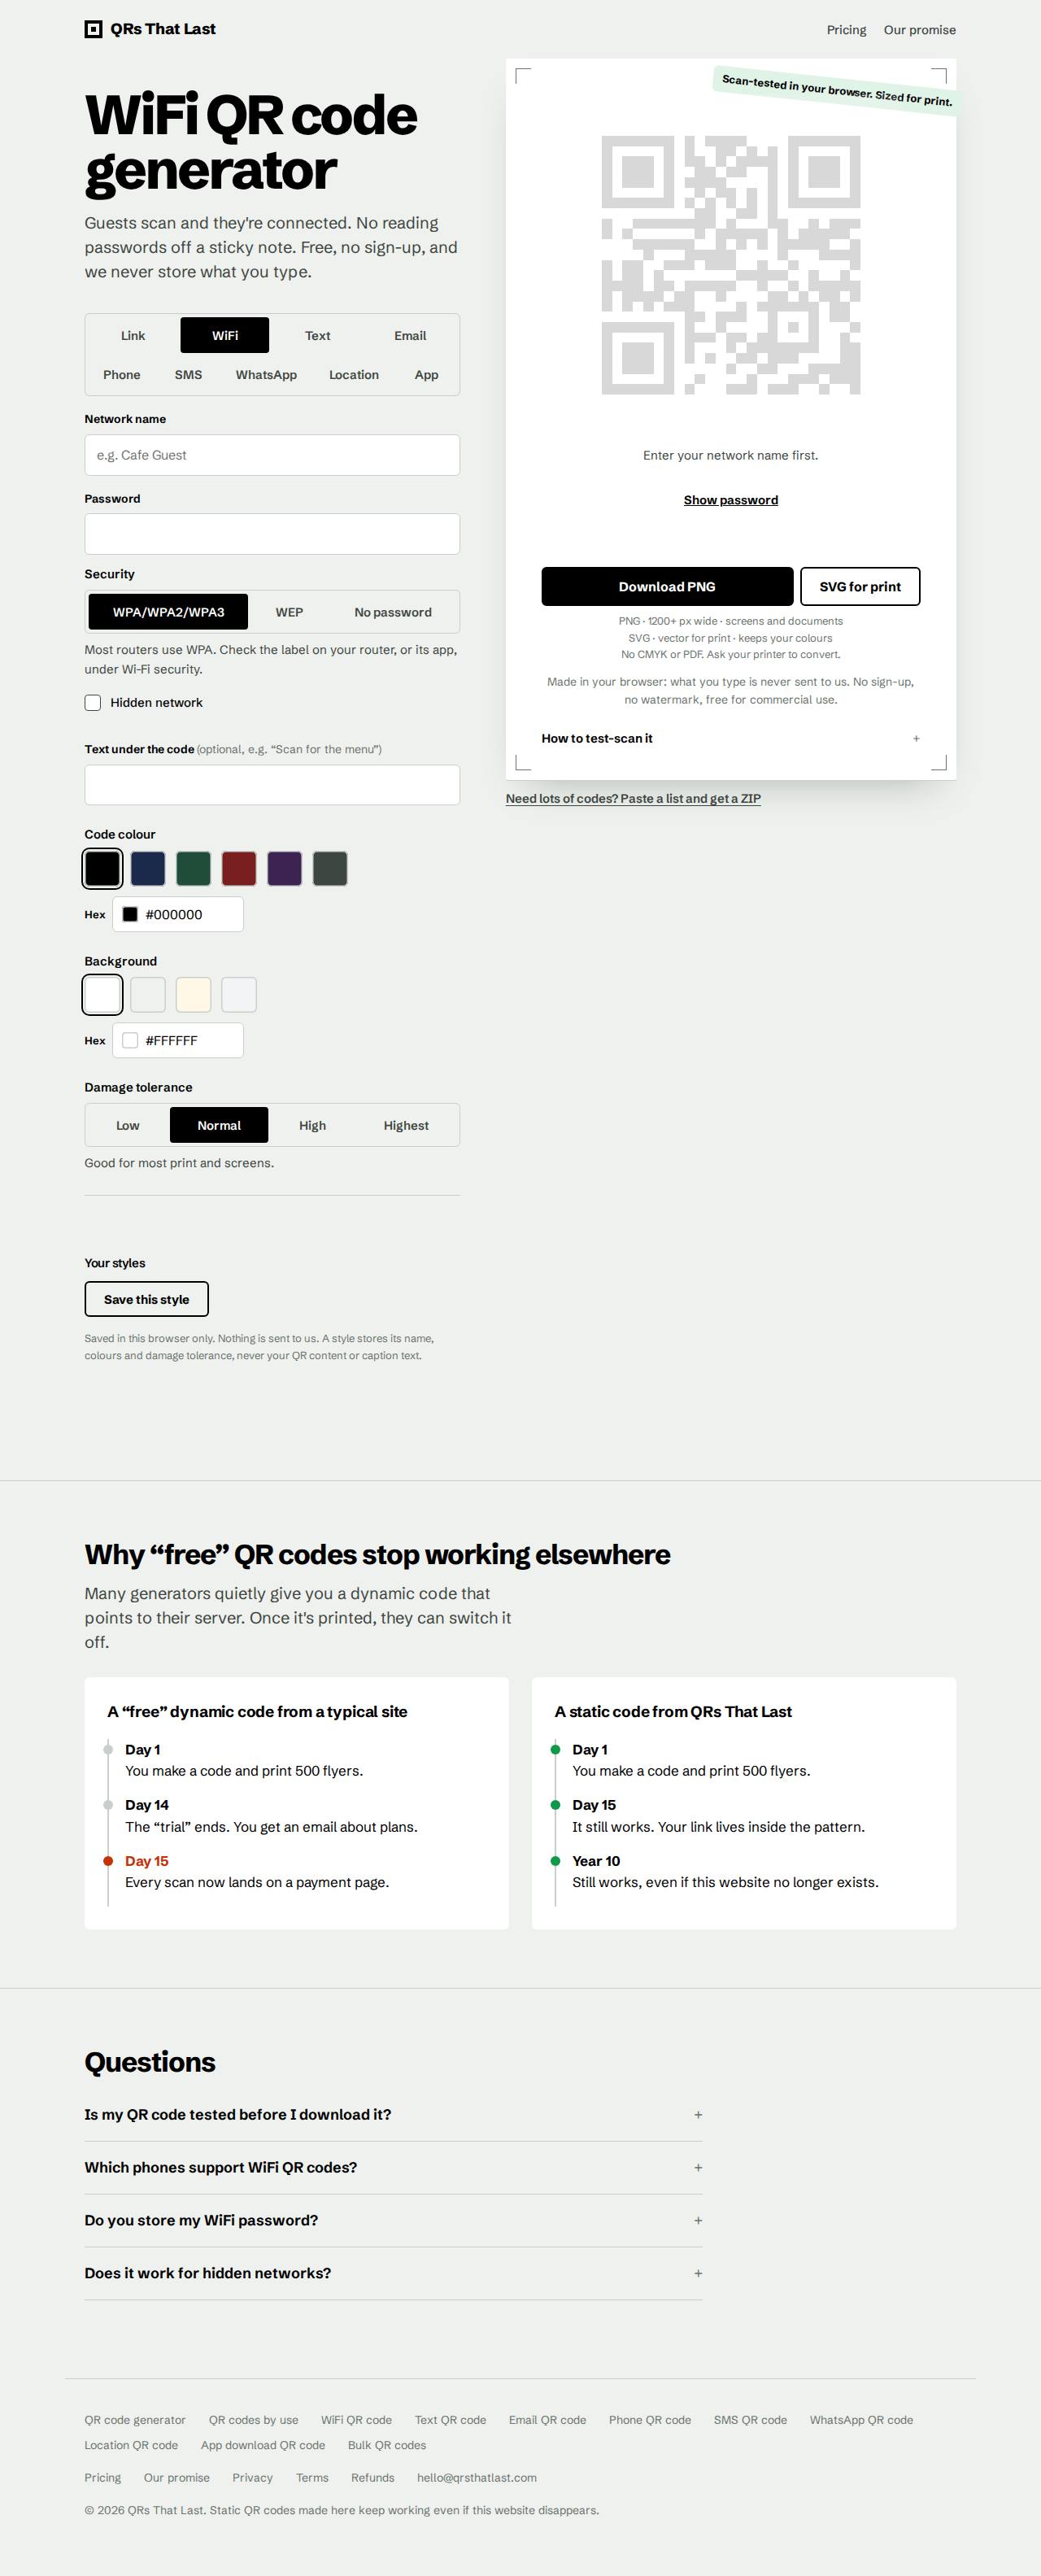 QRs That Last
Pricing
Our promise
WiFi QR code
generator
Guests scan and they're connected. No reading
passwords off a sticky note. Free, no sign-up, and
we never store what you type.
Link
WiFi
Text
Email
Phone
SMS
WhatsApp
Location
App
Network name
e.g. Cafe Guest
Password
Security
WPA/WPA2/WPA3
WEP
No password
Most routers use WPA. Check the label on your router, or its app,
under Wi-Fi security.
Hidden network
Text under the code (optional, e.g. “Scan for the menu”)
Code colour
Hex
#000000
Background
Hex
#FFFFFF
Damage tolerance
Low
Normal
High
Highest
Good for most print and screens.
Your styles
Save this style
Saved in this browser only. Nothing is sent to us. A style stores its name,
colours and damage tolerance, never your QR content or caption text.
Scan-tested in your browser. Sized for print.
Enter your network name first.
Show password
Download PNG
SVG for print
PNG · 1200+ px wide · screens and documents
SVG · vector for print · keeps your colours
No CMYK or PDF. Ask your printer to convert.
Made in your browser: what you type is never sent to us. No sign-up,
no watermark, free for commercial use.
How to test-scan it
+
Need lots of codes? Paste a list and get a ZIP
Why “free” QR codes stop working elsewhere
Many generators quietly give you a dynamic code that
points to their server. Once it's printed, they can switch it
off.
A “free” dynamic code from a typical site
Day 1
You make a code and print 500 flyers.
Day 14
The “trial” ends. You get an email about plans.
Day 15
Every scan now lands on a payment page.
A static code from QRs That Last
Day 1
You make a code and print 500 flyers.
Day 15
It still works. Your link lives inside the pattern.
Year 10
Still works, even if this website no longer exists.
Questions
Is my QR code tested before I download it?
+
Which phones support WiFi QR codes?
+
Do you store my WiFi password?
+
Does it work for hidden networks?
+
QR code generator
QR codes by use
WiFi QR code
Text QR code
Email QR code
Phone QR code
SMS QR code
WhatsApp QR code
Location QR code
App download QR code
Bulk QR codes
Pricing
Our promise
Privacy
Terms
Refunds
hello@qrsthatlast.com
© 2026 QRs That Last. Static QR codes made here keep working even if this website disappears.